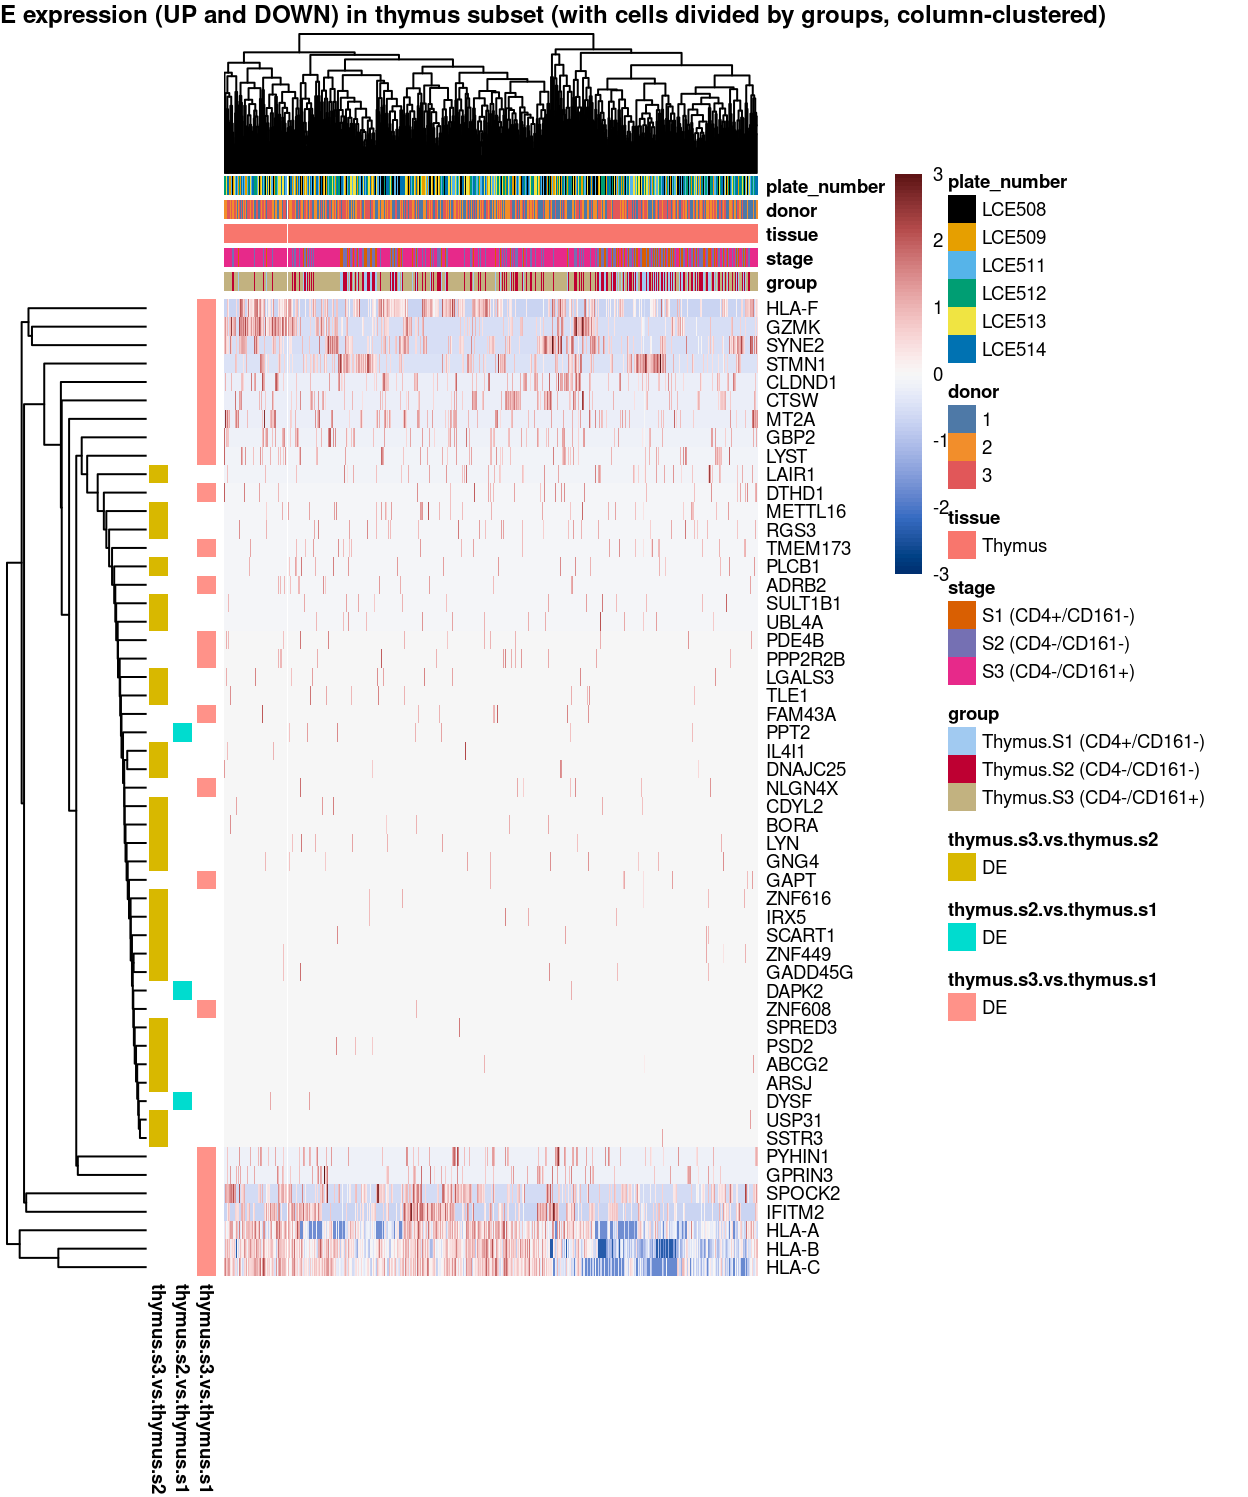 E expression (UP and DOWN) in thymus subset (with cells divided by groups, column-clustered)
plate_number
donor
tissue
stage
group
HLA-F
GZMK
SYNE2
STMN1
CLDND1
CTSW
MT2A
GBP2
LYST
LAIR1
DTHD1
METTL16
RGS3
TMEM173
PLCB1
ADRB2
SULT1B1
UBL4A
PDE4B
PPP2R2B
LGALS3
TLE1
FAM43A
PPT2
IL4I1
DNAJC25
NLGN4X
CDYL2
BORA
LYN
GNG4
GAPT
ZNF616
IRX5
SCART1
ZNF449
GADD45G
DAPK2
ZNF608
SPRED3
PSD2
ABCG2
ARSJ
DYSF
USP31
SSTR3
PYHIN1
GPRIN3
SPOCK2
IFITM2
HLA-A
HLA-B
HLA-C
thymus.s3.vs.thymus.s2
thymus.s2.vs.thymus.s1
thymus.s3.vs.thymus.s1
3
2
1
0
-1
-2
-3
plate_number
LCE508
LCE509
LCE511
LCE512
LCE513
LCE514
donor
1
2
3
tissue
Thymus
stage
S1 (CD4+/CD161-)
S2 (CD4-/CD161-)
S3 (CD4-/CD161+)
group
Thymus.S1 (CD4+/CD161-)
Thymus.S2 (CD4-/CD161-)
Thymus.S3 (CD4-/CD161+)
thymus.s3.vs.thymus.s2
DE
thymus.s2.vs.thymus.s1
DE
thymus.s3.vs.thymus.s1
DE